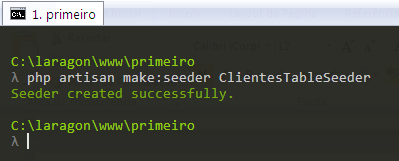 1. primeiro
C:\laragon\www\primeiro
λ php artisan make:seeder ClientesTableSeeder
Seeder created successfully.
C:\laragon\www\primeiro
λ